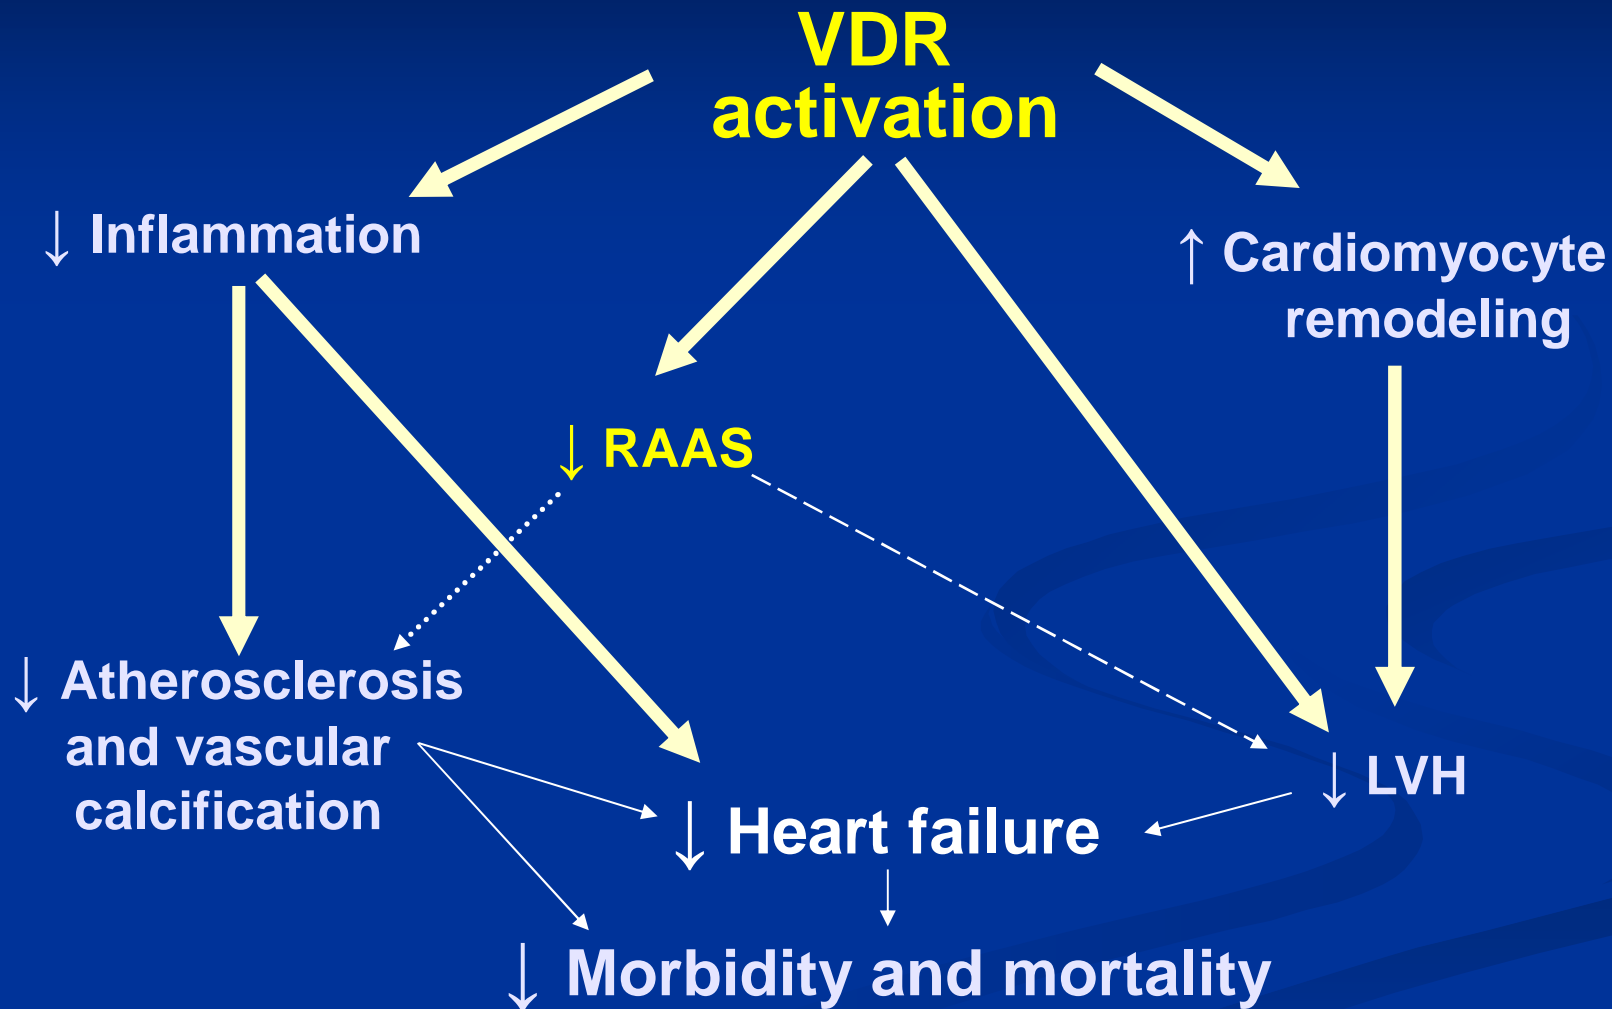 VDR
activation
↓ Inflammation
↑ Cardiomyocyte
remodeling
↓ RAAS
↓ Atherosclerosis
and vascular
calcification
↓ LVH
↓ Heart failure
↓ Morbidity and mortality